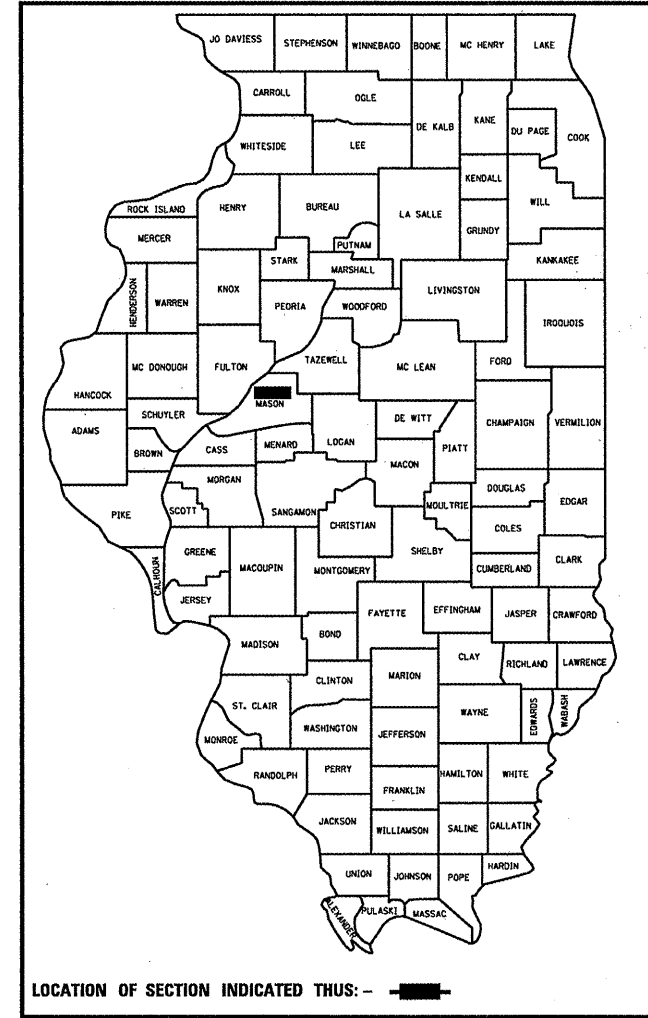 JO DAVIESS
STEPHENSON
WINNEBAGO
BOONE
MC HENRY
LAKE
CARROLL
OGLE
DE KALB
KANE
DU PAGE
COOK
WHITESIDE
LEE
KENDALL
WILL
ROCK ISLAND
HENRY
BUREAU
LA SALLE
GRUNDY
MERCER
PUTNAM
STARK
MARSHALL
KANKAKEE
HENDERSON
WARREN
KNOX
PEORIA
WOODFORD
LIVINGSTON
IROQUOIS
HANCOCK
MC DONOUGH
FULTON
TAZEWELL
MC LEAN
FORD
MASON
SCHUYLER
DE WITT
CHAMPAIGN
VERMILION
ADAMS
BROWN
CASS
MENARD
LOGAN
PIATT
MACON
MORGAN
DOUGLAS
EDGAR
PIKE
SCOTT
SANGAMON
CHRISTIAN
MOULTRIE
COLES
GREENE
MACOUPIN
MONTGOMERY
SHELBY
CUMBERLAND
CLARK
CALHOUN
JERSEY
FAYETTE
EFFINGHAM
JASPER
CRAWFORD
MADISON
BOND
CLAY
RICHLAND
LAWRENCE
CLINTON
MARION
ST. CLAIR
WAYNE
EDWARDS
WABASH
WASHINGTON
JEFFERSON
MONROE
RANDOLPH
PERRY
HAMILTON
WHITE
FRANKLIN
JACKSON
WILLIAMSON
SALINE
GALLATIN
UNION
JOHNSON
POPE
HARDIN
ALEXANDER
PULASKI
MASSAC
LOCATION OF SECTION INDICATED THUS: -